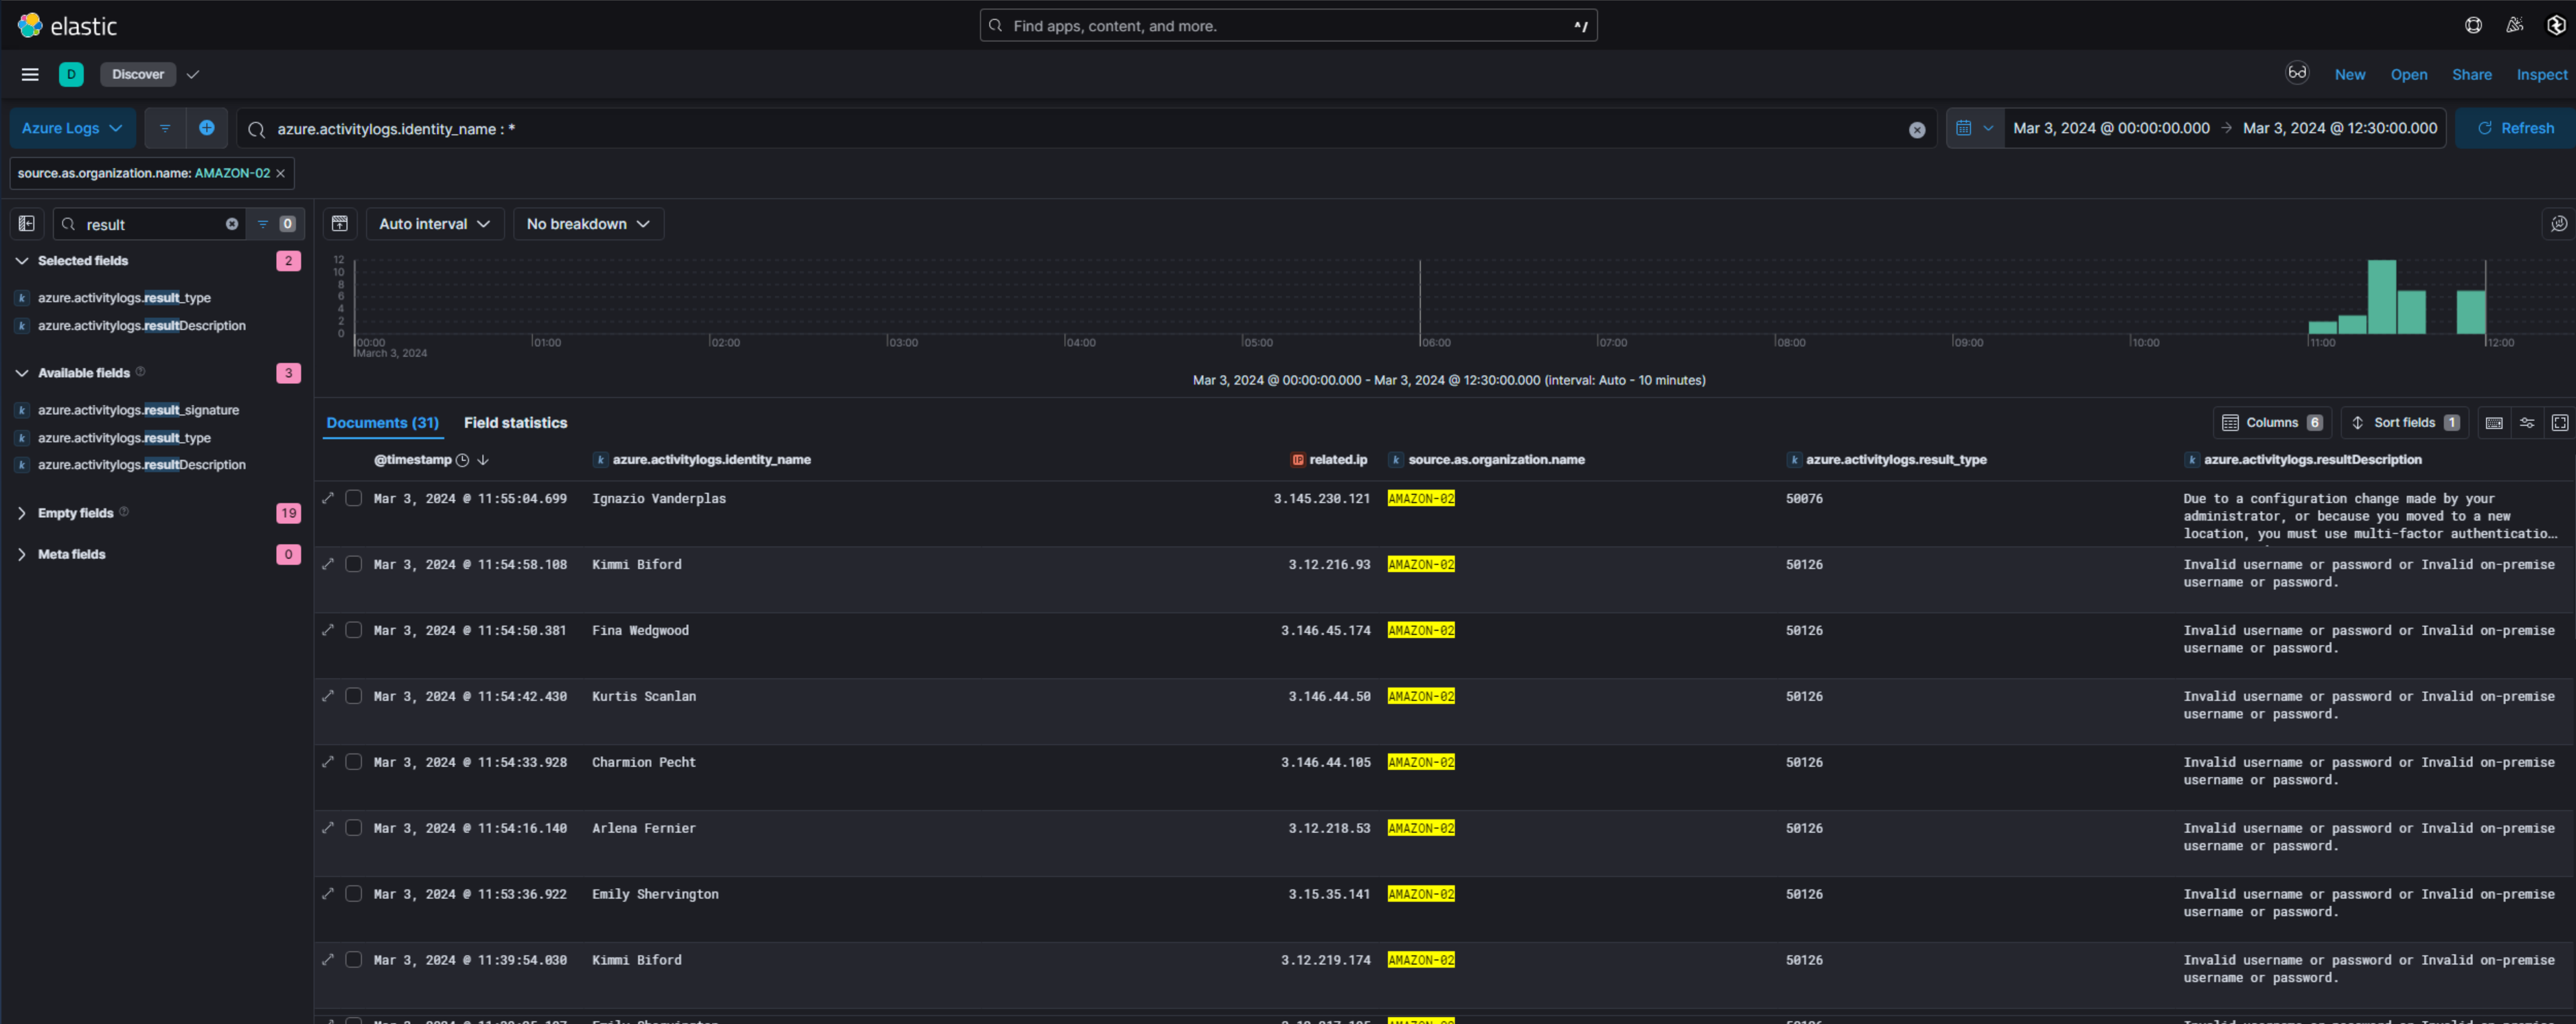 elastic
Find apps, content, and more.
^/
D
Discover
New
Open
Share
Inspect
Azure Logs
azure.activitylogs.identity_name : *
Mar 3, 2024 @ 00:00:00.000 → Mar 3, 2024 @ 12:30:00.000
Refresh
source.as.organization.name: AMAZON-02 ×
result
0
Auto interval
No breakdown
Selected fields
2
k azure.activitylogs.result_type
k azure.activitylogs.resultDescription
Available fields
3
k azure.activitylogs.result_signature
k azure.activitylogs.result_type
k azure.activitylogs.resultDescription
Empty fields
19
Meta fields
0
12
10
8
6
4
2
0
00:00
March 3, 2024
01:00
02:00
03:00
04:00
05:00
06:00
07:00
08:00
09:00
10:00
11:00
12:00
Mar 3, 2024 @ 00:00:00.000 - Mar 3, 2024 @ 12:30:00.000 (interval: Auto - 10 minutes)
Documents (31)
Field statistics
Columns 6
Sort fields 1
@timestamp
k azure.activitylogs.identity_name
related.ip
k source.as.organization.name
k azure.activitylogs.result_type
k azure.activitylogs.resultDescription
Mar 3, 2024 @ 11:55:04.699
Ignazio Vanderplas
3.145.230.121
AMAZON-02
50076
Due to a configuration change made by your
administrator, or because you moved to a new
location, you must use multi-factor authenticatio…
Mar 3, 2024 @ 11:54:58.108
Kimmi Biford
3.12.216.93
AMAZON-02
50126
Invalid username or password or Invalid on-premise
username or password.
Mar 3, 2024 @ 11:54:50.381
Fina Wedgwood
3.146.45.174
AMAZON-02
50126
Invalid username or password or Invalid on-premise
username or password.
Mar 3, 2024 @ 11:54:42.430
Kurtis Scanlan
3.146.44.50
AMAZON-02
50126
Invalid username or password or Invalid on-premise
username or password.
Mar 3, 2024 @ 11:54:33.928
Charmion Pecht
3.146.44.105
AMAZON-02
50126
Invalid username or password or Invalid on-premise
username or password.
Mar 3, 2024 @ 11:54:16.140
Arlena Fernier
3.12.218.53
AMAZON-02
50126
Invalid username or password or Invalid on-premise
username or password.
Mar 3, 2024 @ 11:53:36.922
Emily Shervington
3.15.35.141
AMAZON-02
50126
Invalid username or password or Invalid on-premise
username or password.
Mar 3, 2024 @ 11:39:54.030
Kimmi Biford
3.12.219.174
AMAZON-02
50126
Invalid username or password or Invalid on-premise
username or password.